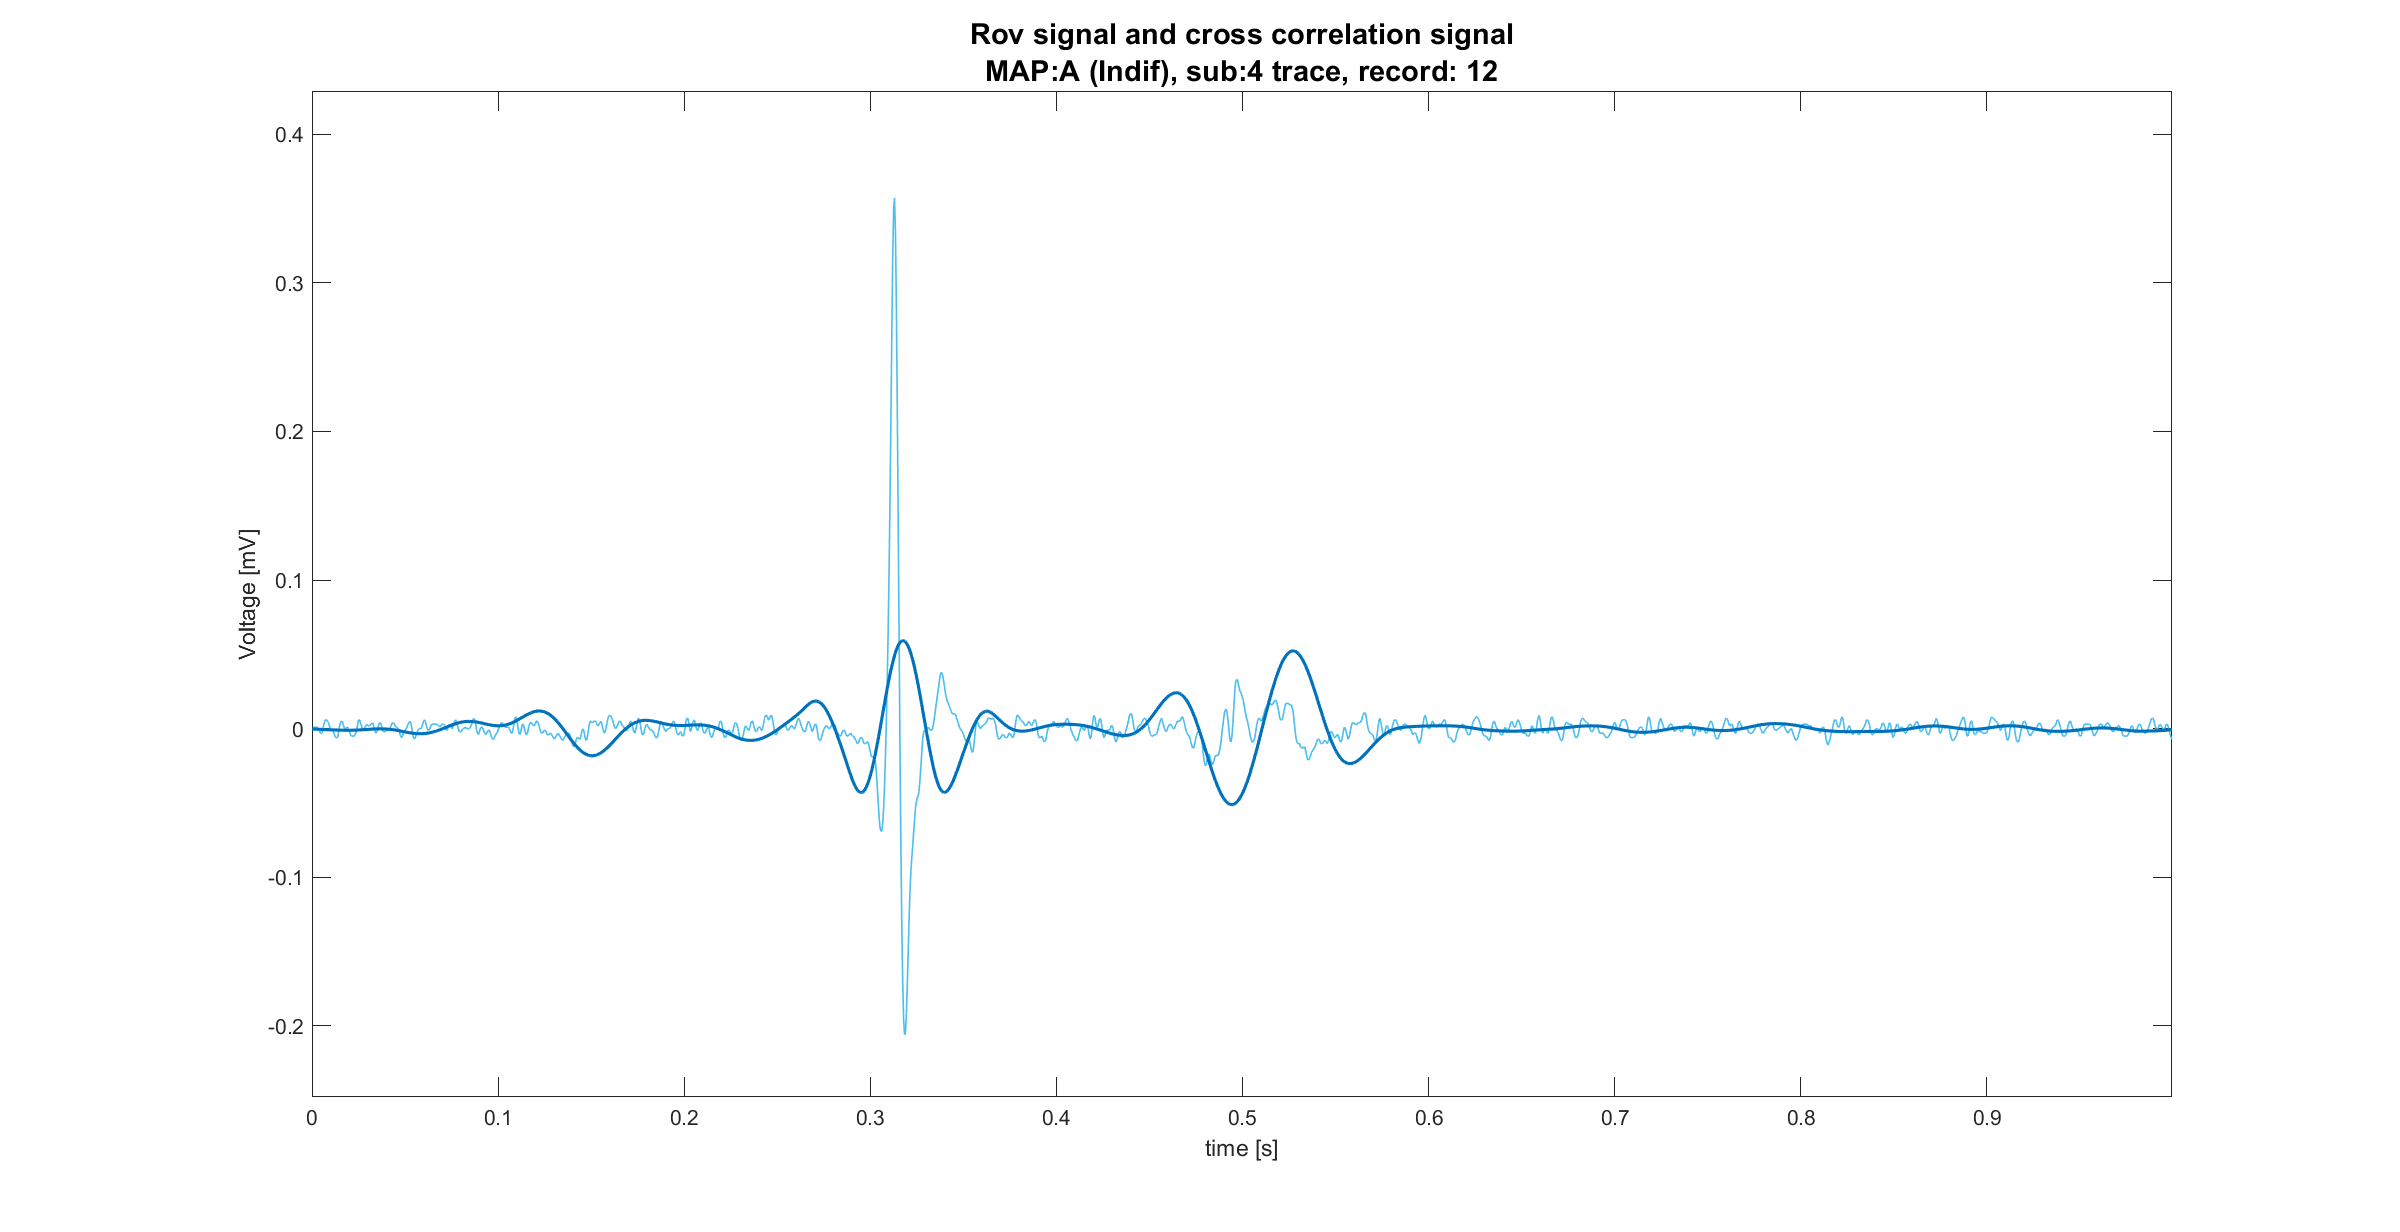 Rov signal and cross correlation signal
MAP:A (Indif), sub:4 trace, record: 12
Voltage [mV]
0.4
0.3
0.2
0.1
0
-0.1
-0.2
0 0.1 0.2 0.3 0.4 0.5 0.6 0.7 0.8 0.9
time [s]